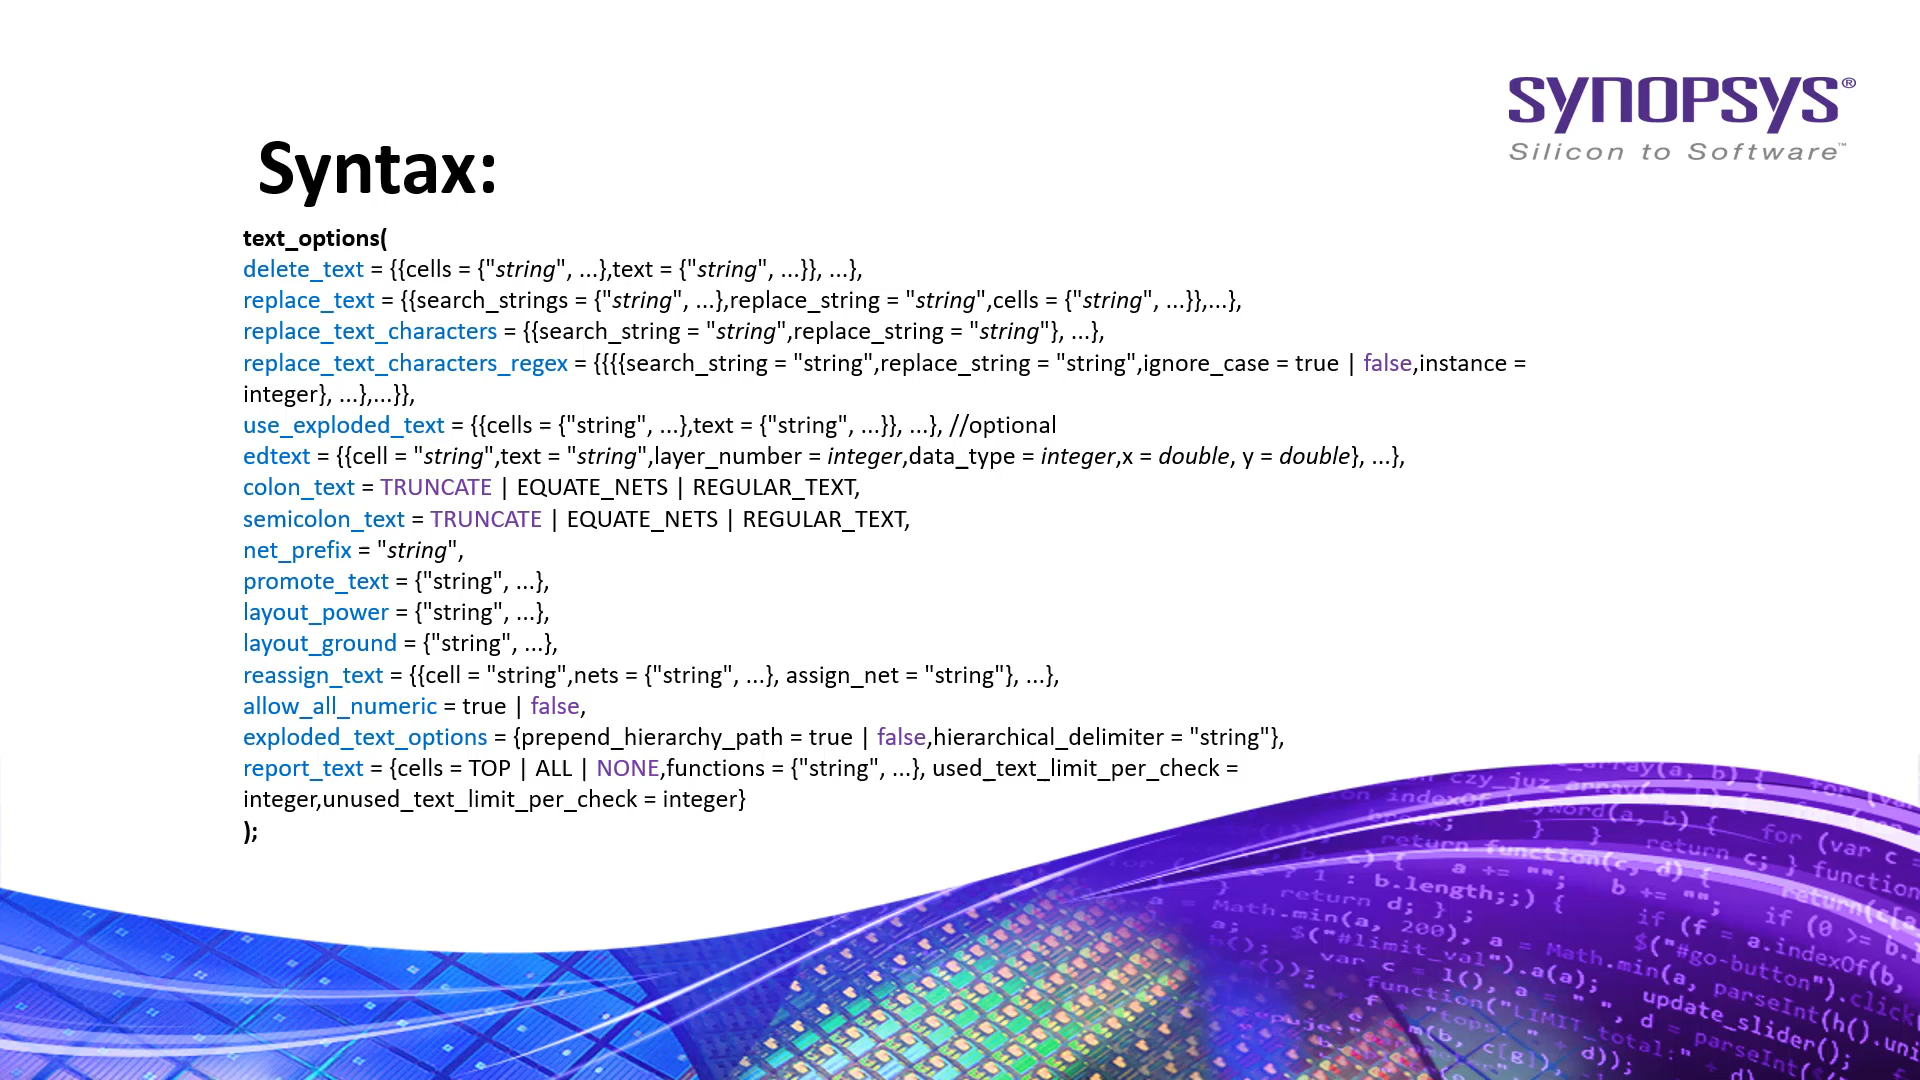 SYNOPSYS®
Silicon to Software™
Syntax:
text_options(
delete_text = {{cells = {"string", ...},text = {"string", ...}}, ...},
replace_text = {{search_strings = {"string", ...},replace_string = "string",cells = {"string", ...}},...},
replace_text_characters = {{search_string = "string",replace_string = "string"}, ...},
replace_text_characters_regex = {{{{search_string = "string",replace_string = "string",ignore_case = true | false,instance =
integer}, ...},...}},
use_exploded_text = {{cells = {"string", ...},text = {"string", ...}}, ...}, //optional
edtext = {{cell = "string",text = "string",layer_number = integer,data_type = integer,x = double, y = double}, ...},
colon_text = TRUNCATE | EQUATE_NETS | REGULAR_TEXT,
semicolon_text = TRUNCATE | EQUATE_NETS | REGULAR_TEXT,
net_prefix = "string",
promote_text = {"string", ...},
layout_power = {"string", ...},
layout_ground = {"string", ...},
reassign_text = {{cell = "string",nets = {"string", ...}, assign_net = "string"}, ...},
allow_all_numeric = true | false,
exploded_text_options = {prepend_hierarchy_path = true | false,hierarchical_delimiter = "string"},
report_text = {cells = TOP | ALL | NONE,functions = {"string", ...}, used_text_limit_per_check =
integer,unused_text_limit_per_check = integer}
);